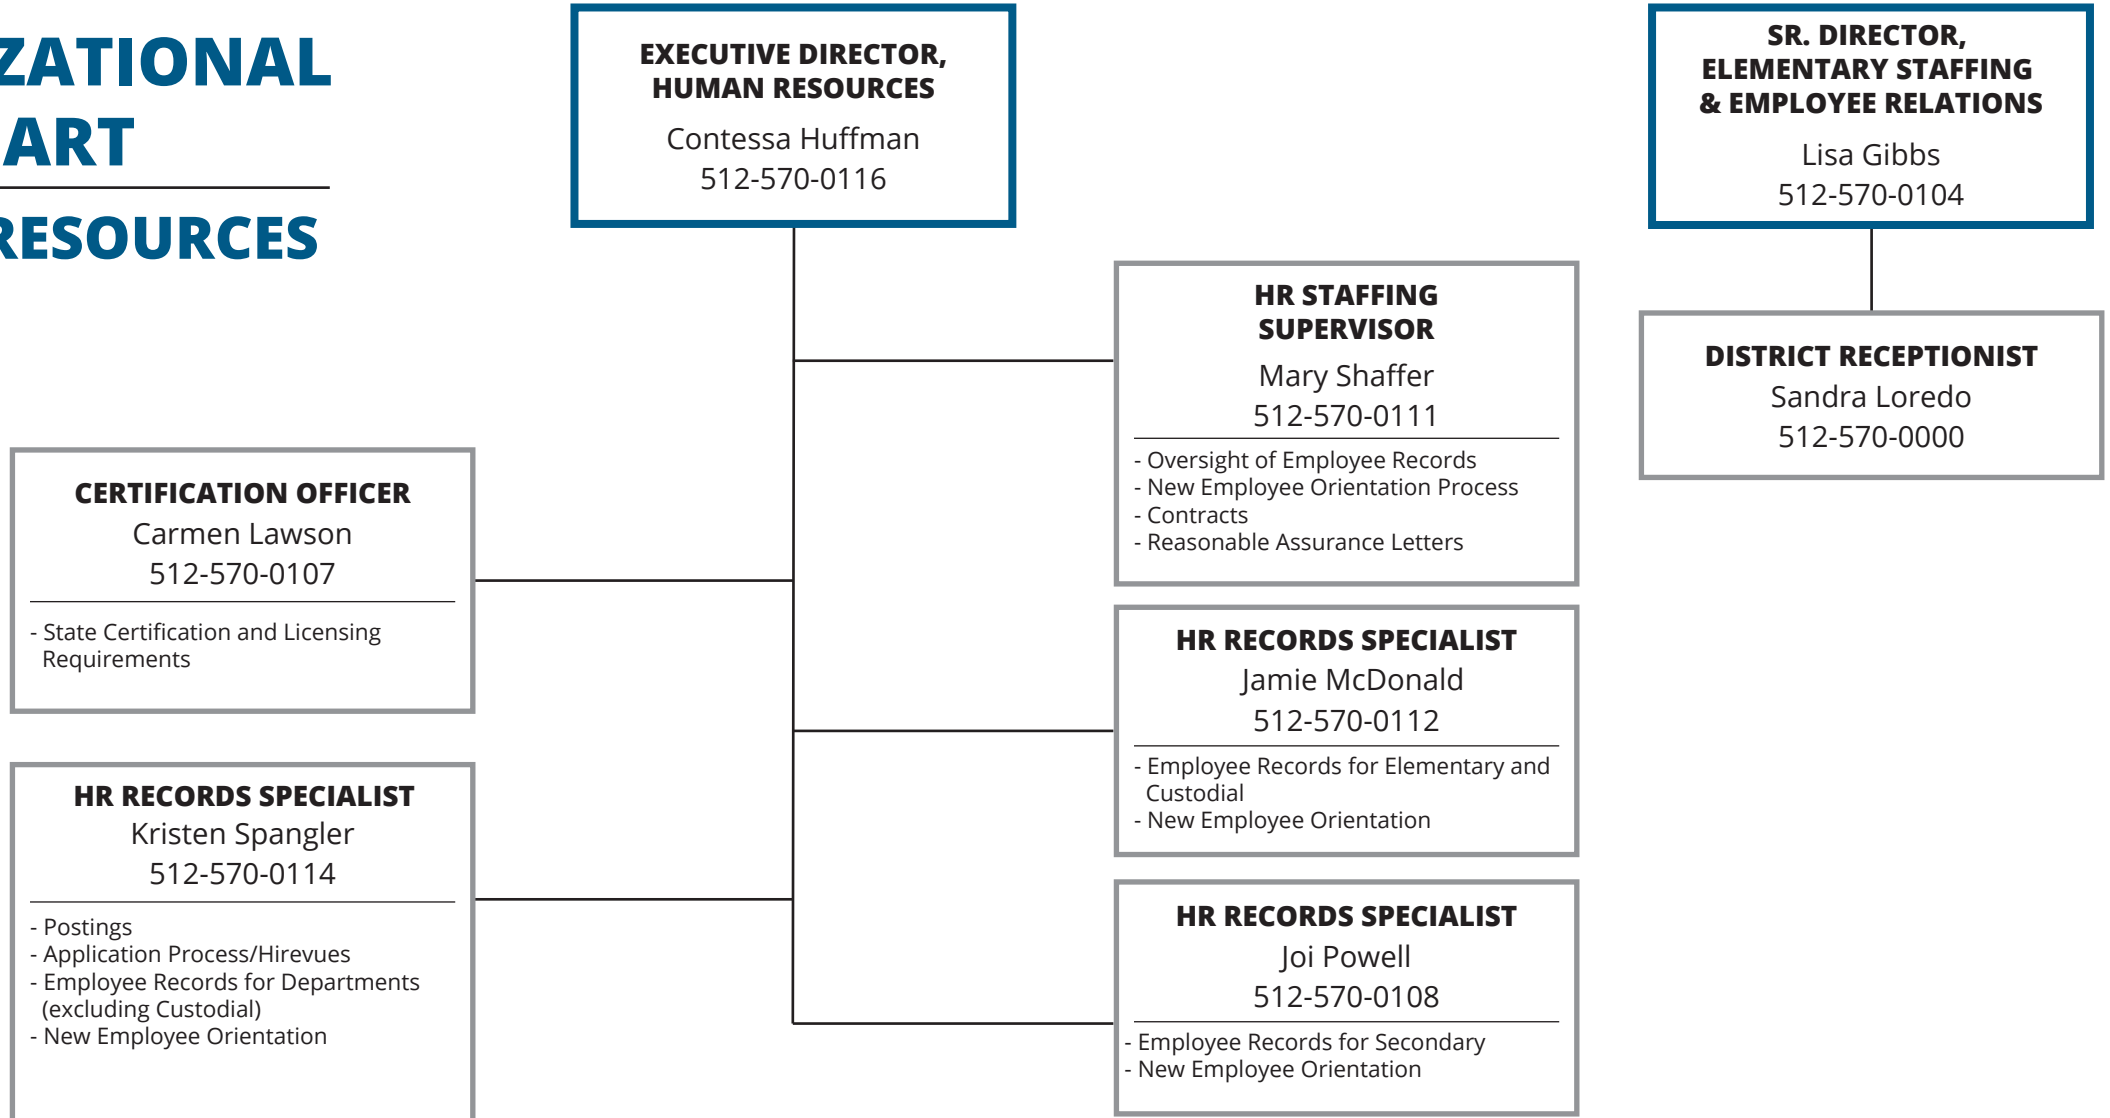 ZATIONAL
ART
RESOURCES
EXECUTIVE DIRECTOR,
HUMAN RESOURCES
Contessa Huffman
512-570-0116
SR. DIRECTOR,
ELEMENTARY STAFFING
& EMPLOYEE RELATIONS
Lisa Gibbs
512-570-0104
HR STAFFING
SUPERVISOR
Mary Shaffer
512-570-0111
- Oversight of Employee Records
- New Employee Orientation Process
- Contracts
- Reasonable Assurance Letters
DISTRICT RECEPTIONIST
Sandra Loredo
512-570-0000
CERTIFICATION OFFICER
Carmen Lawson
512-570-0107
- State Certification and Licensing
Requirements
HR RECORDS SPECIALIST
Jamie McDonald
512-570-0112
- Employee Records for Elementary and
Custodial
- New Employee Orientation
HR RECORDS SPECIALIST
Kristen Spangler
512-570-0114
- Postings
- Application Process/Hirevues
- Employee Records for Departments
(excluding Custodial)
- New Employee Orientation
HR RECORDS SPECIALIST
Joi Powell
512-570-0108
- Employee Records for Secondary
- New Employee Orientation